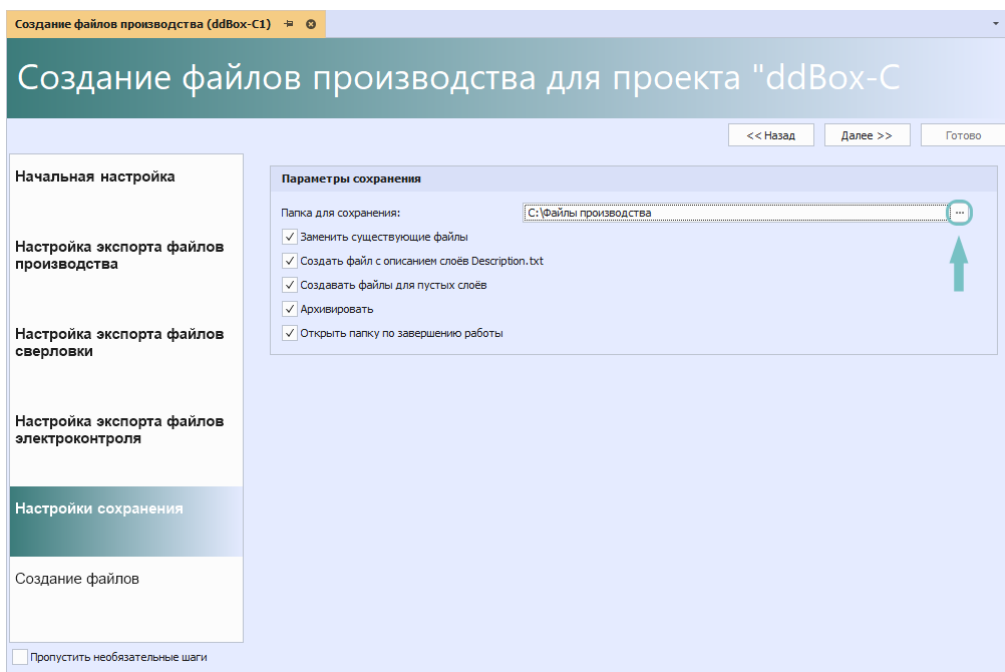 Создание файлов производства (ddBox-C1)
Создание файлов производства для проекта "ddBox-C
<< Назад Далее >> Готово
Начальная настройка
Настройка экспорта файлов
производства
Настройка экспорта файлов
сверловки
Настройка экспорта файлов
электроконтроля
Настройки сохранения
Создание файлов
Пропустить необязательные шаги
Параметры сохранения
Папка для сохранения: C:\Файлы производства ...
Заменить существующие файлы
Создать файл с описанием слоёв Description.txt
Создавать файлы для пустых слоёв
Архивировать
Открыть папку по завершению работы